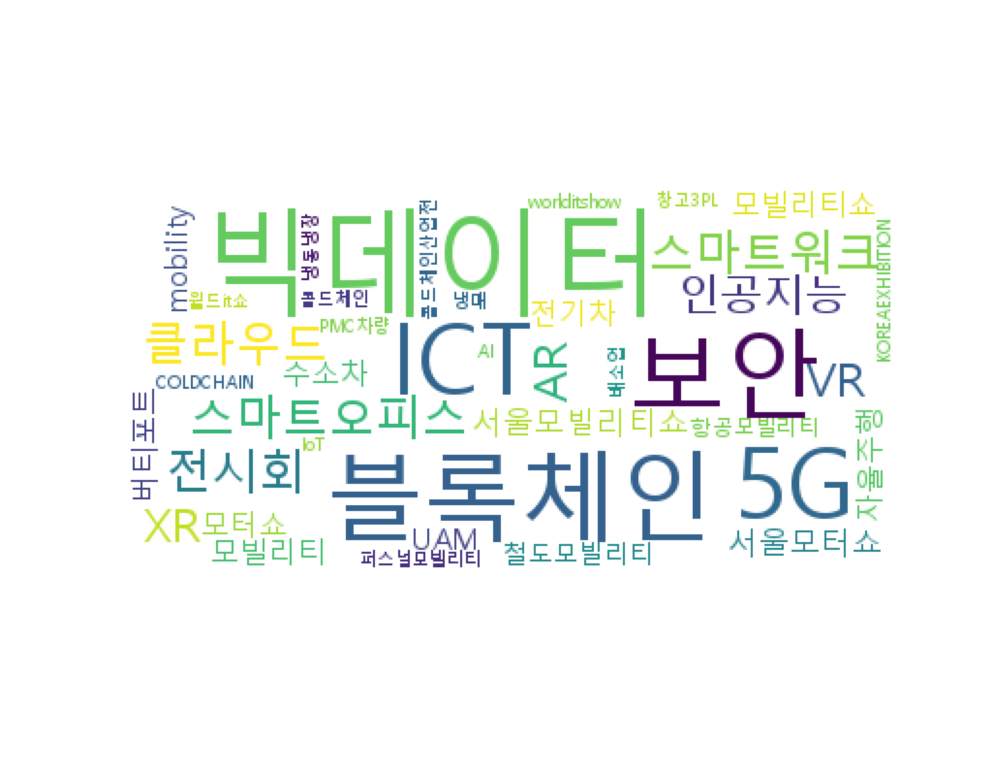 worlditshow
창고3PL
모빌리티쇼
mobility
빅데이터
냉동냉장
콜드체인산업전
스마트워크
KOREAEXHIBITION
월드it쇼
콜드체인
냉매
전기차
인공지능
클라우드
PMC차량
ICT
AI
AR
보안
VR
COLDCHAIN
수소차
버티포트
스마트오피스
서울모빌리티쇼
항공모빌리티
자율주행
IoT
전시회
블록체인
5G
XR
모터쇼
UAM
서울모터쇼
모빌리티
퍼스널모빌리티
철도모빌리티